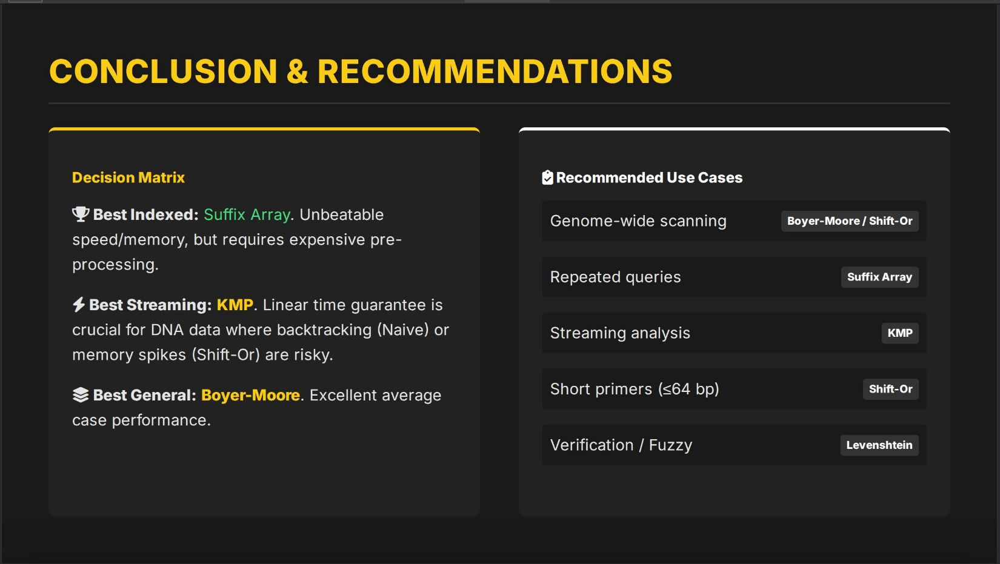 CONCLUSION & RECOMMENDATIONS
Decision Matrix
Best Indexed: Suffix Array. Unbeatable
speed/memory, but requires expensive pre-
processing.
Best Streaming: KMP. Linear time guarantee is
crucial for DNA data where backtracking (Naive) or
memory spikes (Shift-Or) are risky.
Best General: Boyer-Moore. Excellent average
case performance.
Recommended Use Cases
Genome-wide scanning Boyer-Moore / Shift-Or
Repeated queries Suffix Array
Streaming analysis KMP
Short primers (≤64 bp) Shift-Or
Verification / Fuzzy Levenshtein